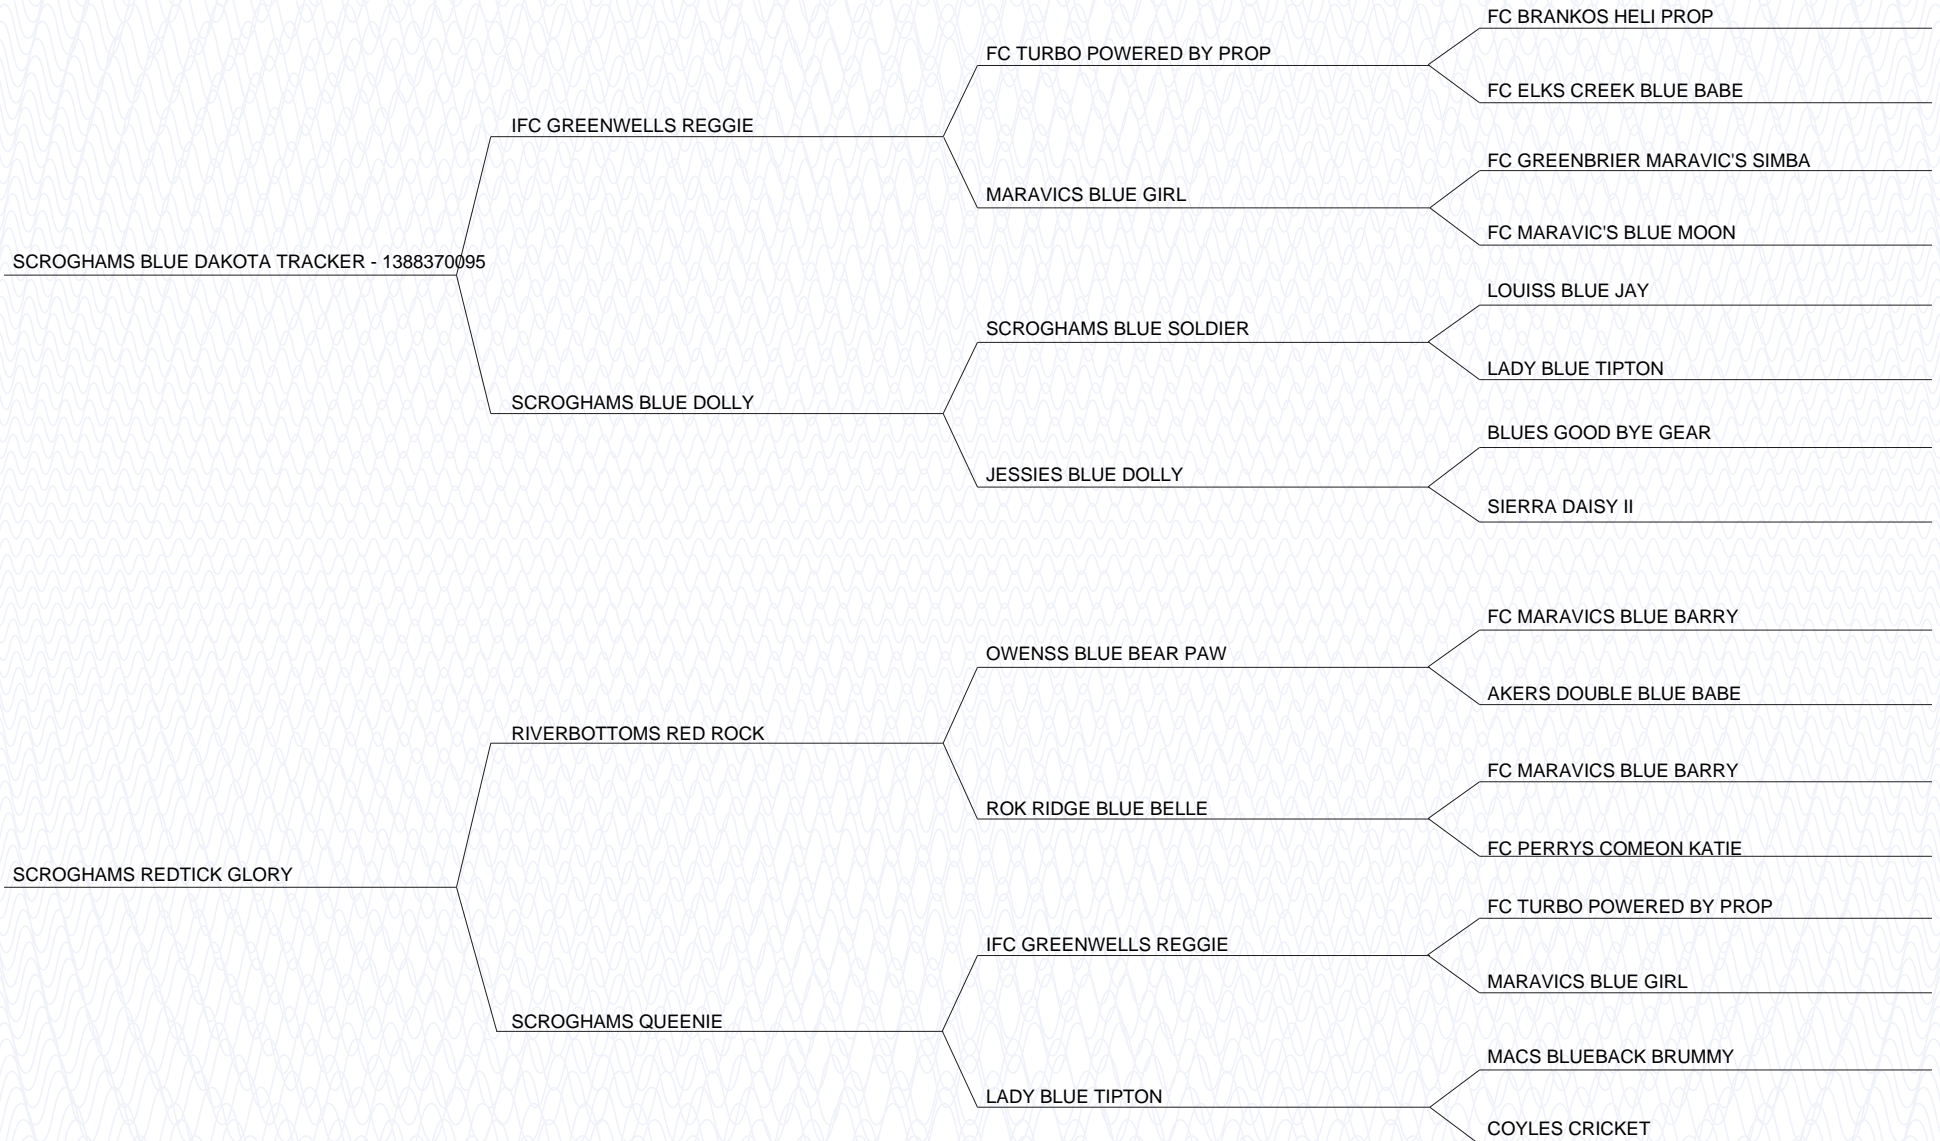 FC BRANKOS HELI PROP
FC TURBO POWERED BY PROP
FC ELKS CREEK BLUE BABE
IFC GREENWELLS REGGIE
FC GREENBRIER MARAVIC'S SIMBA
MARAVICS BLUE GIRL
FC MARAVIC'S BLUE MOON
SCROGHAMS BLUE DAKOTA TRACKER - 1388370095
LOUISS BLUE JAY
SCROGHAMS BLUE SOLDIER
LADY BLUE TIPTON
SCROGHAMS BLUE DOLLY
BLUES GOOD BYE GEAR
JESSIES BLUE DOLLY
SIERRA DAISY II
FC MARAVICS BLUE BARRY
OWENSS BLUE BEAR PAW
AKERS DOUBLE BLUE BABE
RIVERBOTTOMS RED ROCK
FC MARAVICS BLUE BARRY
ROK RIDGE BLUE BELLE
FC PERRYS COMEON KATIE
SCROGHAMS REDTICK GLORY
FC TURBO POWERED BY PROP
IFC GREENWELLS REGGIE
MARAVICS BLUE GIRL
SCROGHAMS QUEENIE
MACS BLUEBACK BRUMMY
LADY BLUE TIPTON
COYLES CRICKET